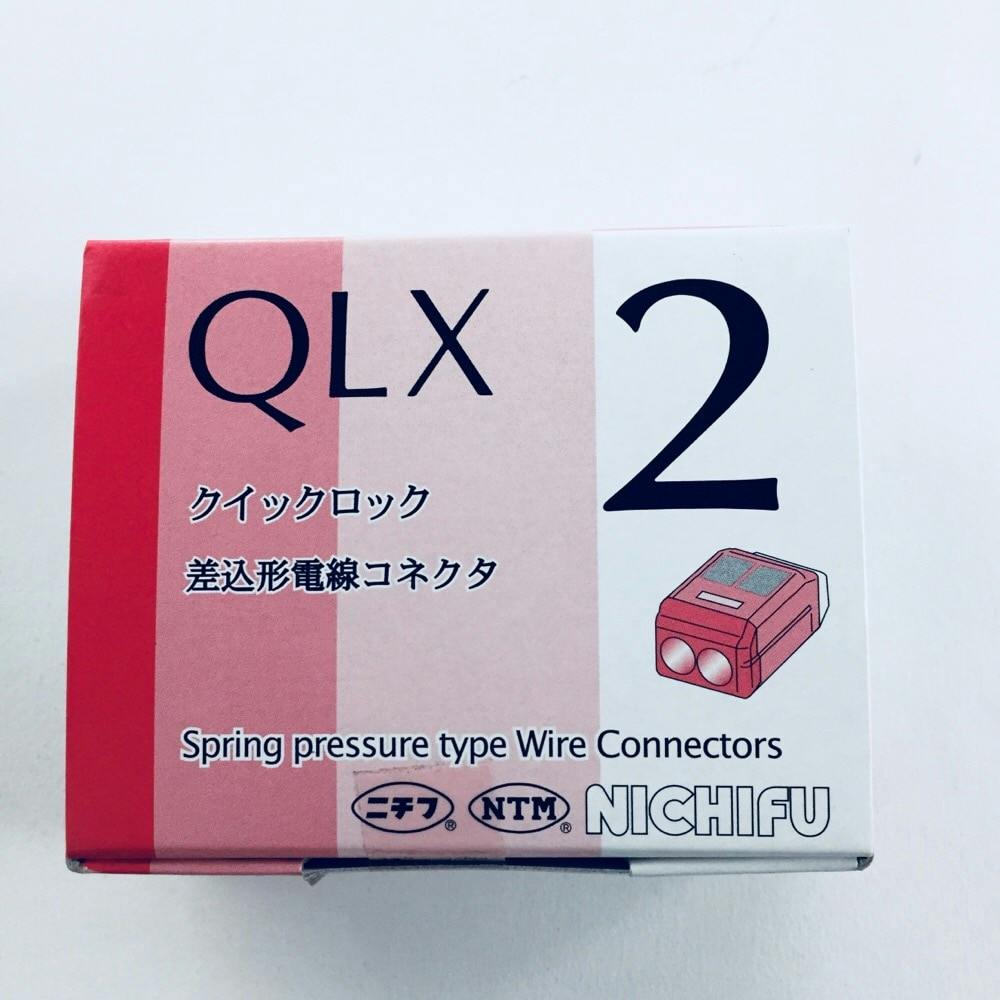 QLX 2
クイックロック
差込形電線コネクタ
Spring pressure type Wire Connectors
ニチフ® NTM® NICHIFU